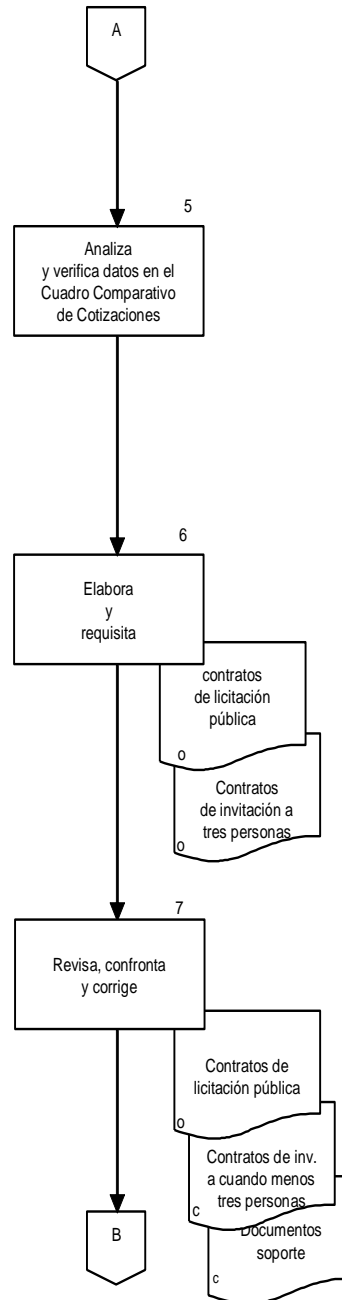 A
5
Analiza
y verifica datos en el
Cuadro Comparativo
de Cotizaciones
6
Elabora
y
requisita
contratos
de licitación
pública
o
Contratos
de invitación a
tres personas
o
7
Revisa, confronta
y corrige
Contratos de
licitación pública
o
Contratos de inv.
a cuando menos
tres personas
c
Documentos
soporte
c
B